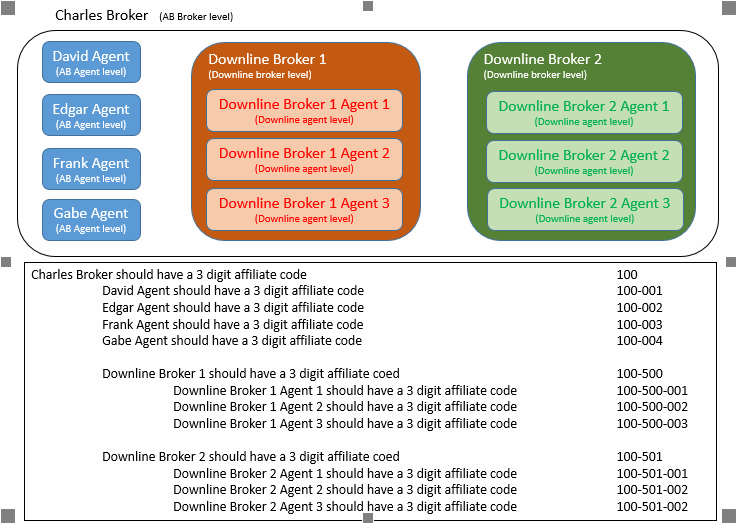 Charles Broker (AB Broker level)
David Agent
(AB Agent level)
Edgar Agent
(AB Agent level)
Frank Agent
(AB Agent level)
Gabe Agent
(AB Agent level)
Downline Broker 1
(Downline broker level)
Downline Broker 1 Agent 1
(Downline agent level)
Downline Broker 1 Agent 2
(Downline agent level)
Downline Broker 1 Agent 3
(Downline agent level)
Downline Broker 2
(Downline broker level)
Downline Broker 2 Agent 1
(Downline agent level)
Downline Broker 2 Agent 2
(Downline agent level)
Downline Broker 2 Agent 3
(Downline agent level)
Charles Broker should have a 3 digit affiliate code 100
David Agent should have a 3 digit affiliate code 100-001
Edgar Agent should have a 3 digit affiliate code 100-002
Frank Agent should have a 3 digit affiliate code 100-003
Gabe Agent should have a 3 digit affiliate code 100-004
Downline Broker 1 should have a 3 digit affiliate coed 100-500
Downline Broker 1 Agent 1 should have a 3 digit affiliate code 100-500-001
Downline Broker 1 Agent 2 should have a 3 digit affiliate code 100-500-002
Downline Broker 1 Agent 3 should have a 3 digit affiliate code 100-500-003
Downline Broker 2 should have a 3 digit affiliate coed 100-501
Downline Broker 2 Agent 1 should have a 3 digit affiliate code 100-501-001
Downline Broker 2 Agent 2 should have a 3 digit affiliate code 100-501-002
Downline Broker 2 Agent 3 should have a 3 digit affiliate code 100-501-002